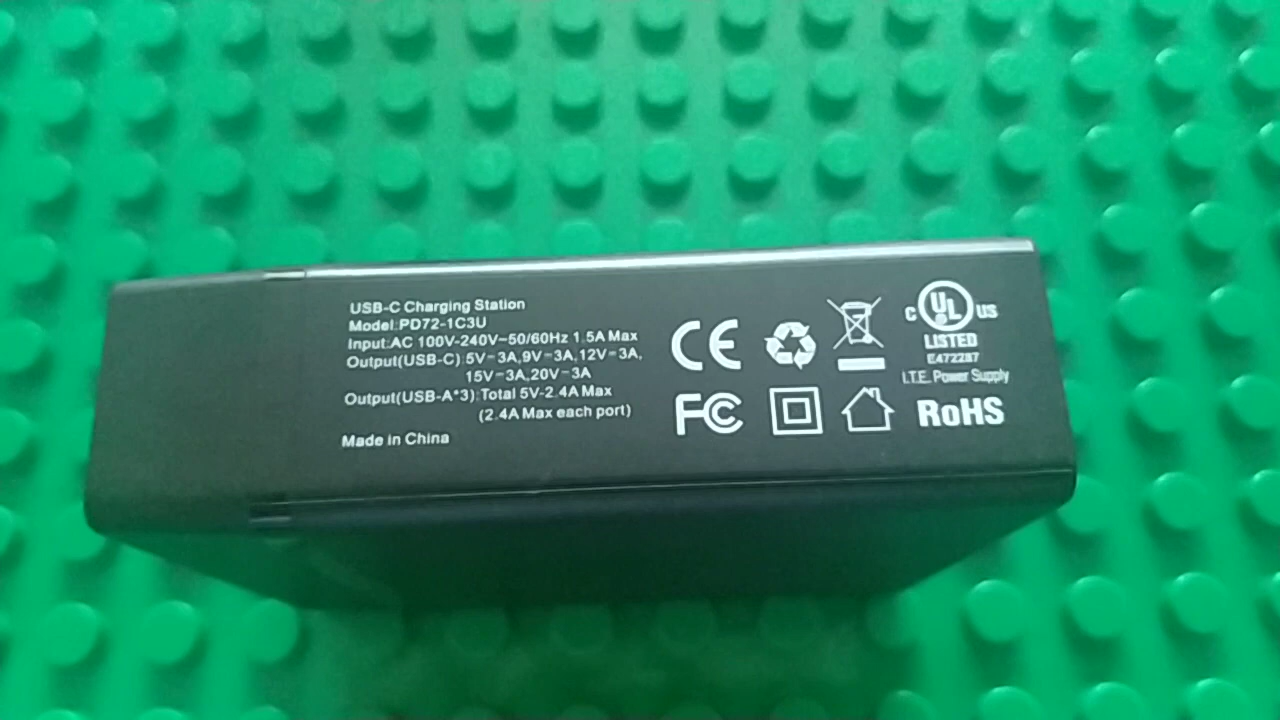 USB-C Charging Station
Model:PD72-1C3U
Input:AC 100V-240V~50/60Hz 1.5A Max
Output(USB-C):5V⎓3A,9V⎓3A,12V⎓3A,
15V⎓3A,20V⎓3A
Output(USB-A*3):Total 5V-2.4A Max
(2.4A Max each port)
Made in China
CE
FC
C UL US
LISTED
E472287
I.T.E. Power Supply
RoHS